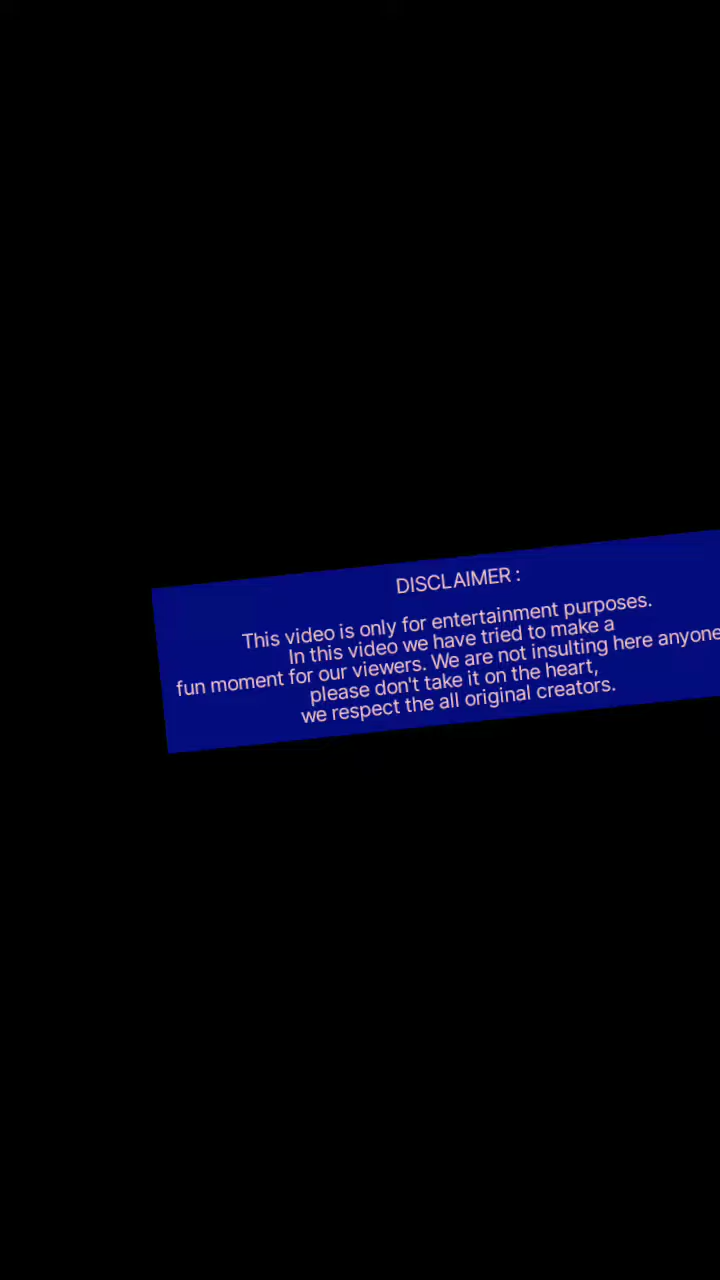 DISCLAIMER :
This video is only for entertainment purposes.
In this video we have tried to make a
fun moment for our viewers. We are not insulting here anyone
please don't take it on the heart,
we respect the all original creators.